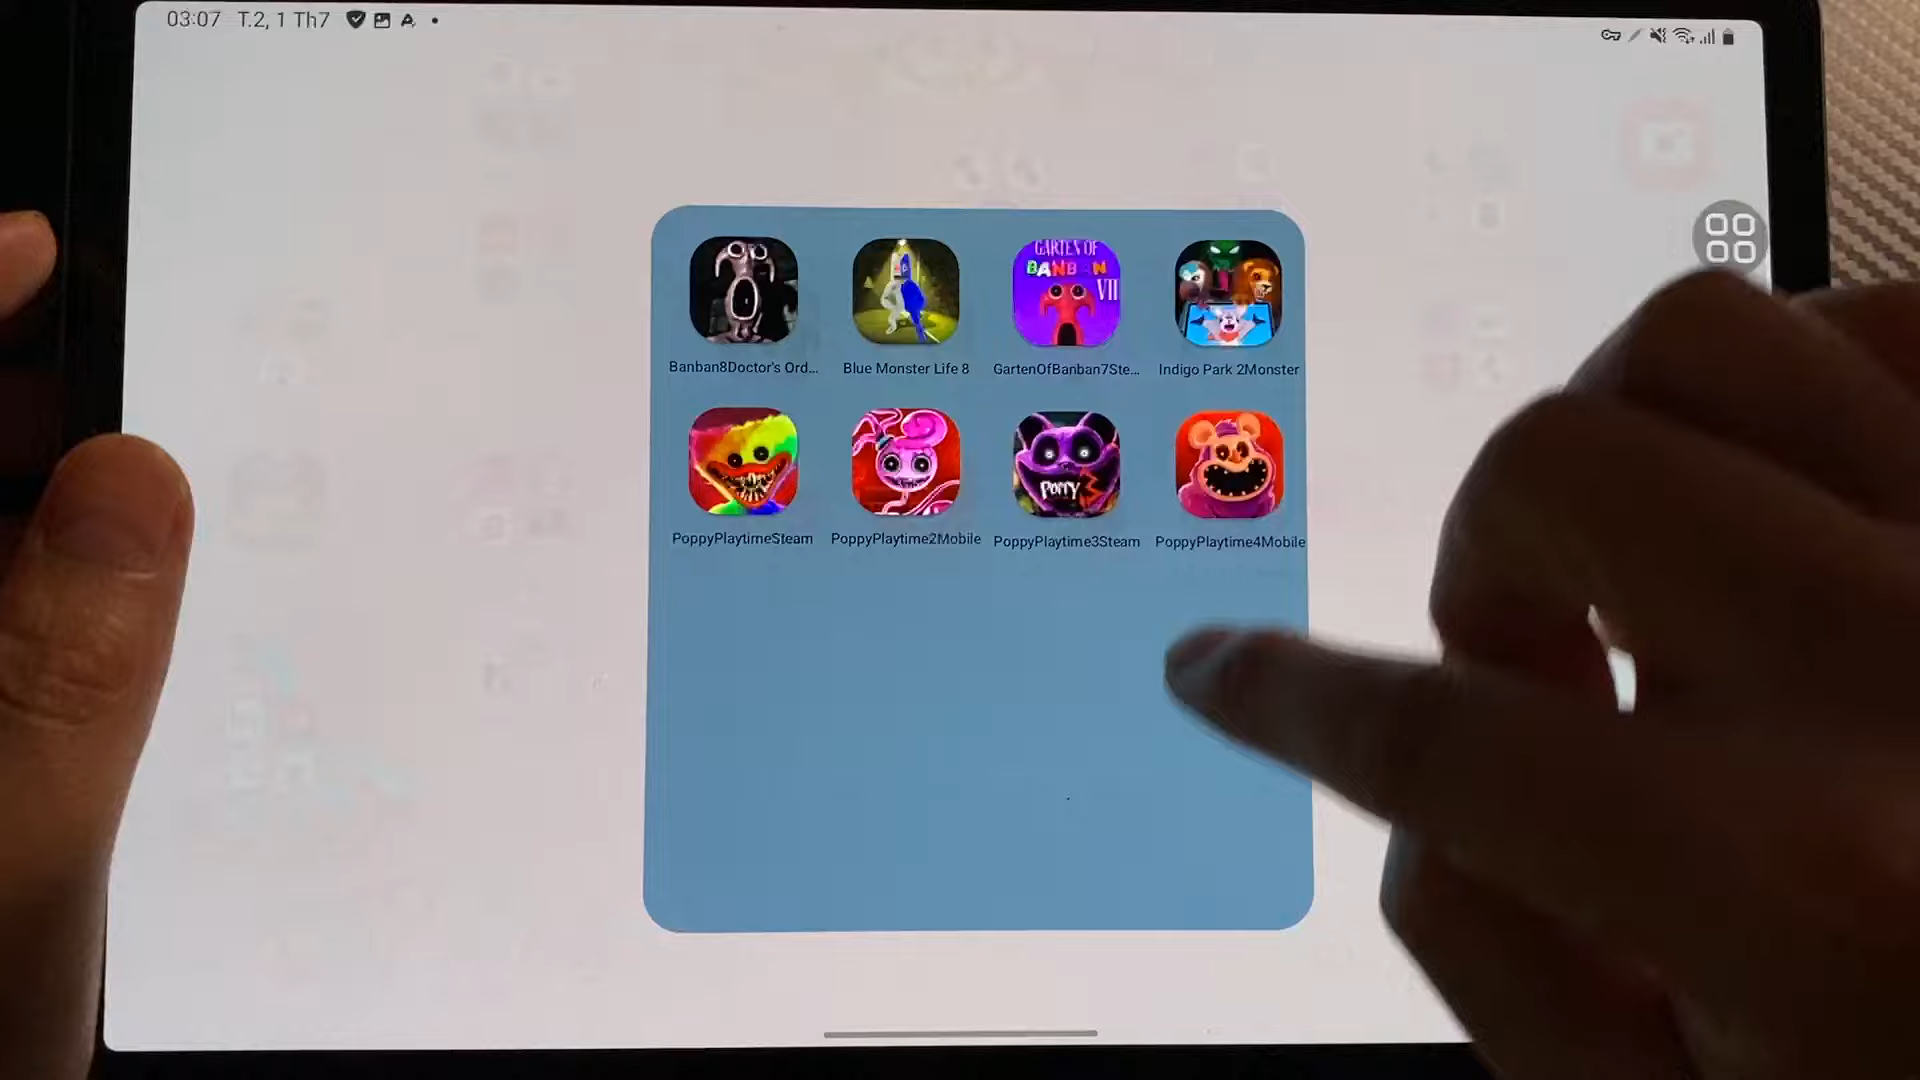 03:07 T.2, 1 Th7
GARTEN OF
BANBAN
VII
Banban8Doctor's Ord...
Blue Monster Life 8
GartenOfBanban7Ste...
Indigo Park 2Monster
POPPY 3
PoppyPlaytimeSteam
PoppyPlaytime2Mobile
PoppyPlaytime3Steam
PoppyPlaytime4Mobile